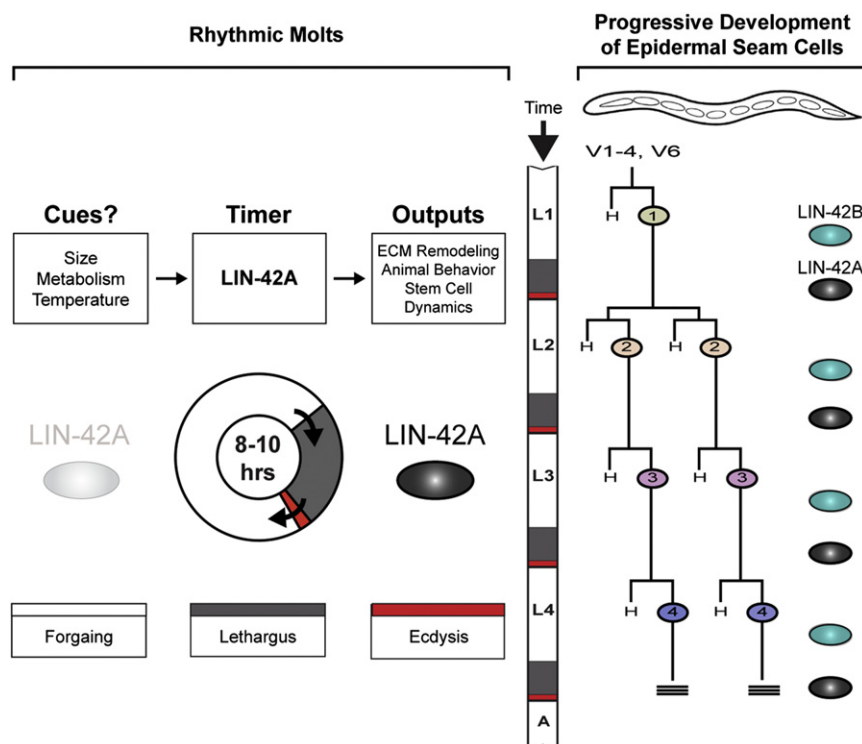 Rhythmic Molts
Progressive Development
of Epidermal Seam Cells
Time
Cues?
Size
Metabolism
Temperature
Timer
LIN-42A
Outputs
ECM Remodeling
Animal Behavior
Stem Cell
Dynamics
LIN-42A
8-10
hrs
LIN-42A
Forgaing
Lethargus
Ecdysis
L1
L2
L3
L4
A
V1-4, V6
H
1
H
2
H
2
H
3
H
3
H
4
H
4
LIN-42B
LIN-42A